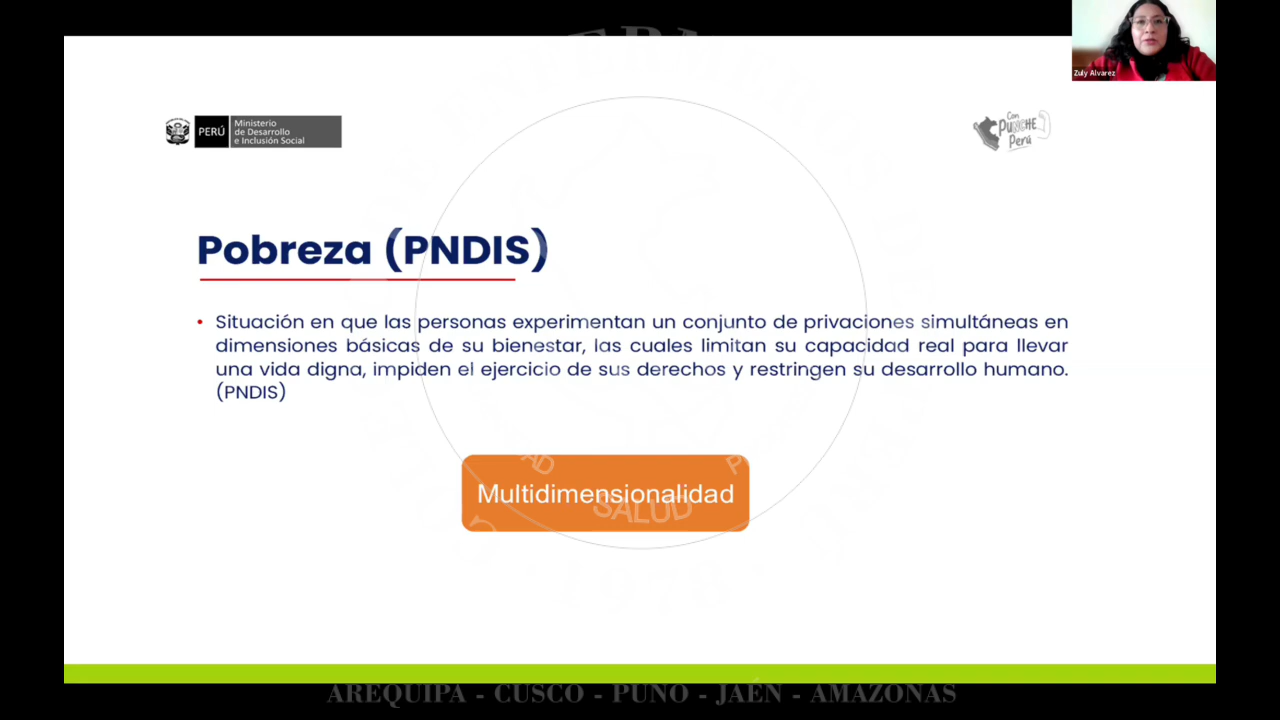 Zuly Alvarez
PERÚ
Ministerio
de Desarrollo
e Inclusión Social
Con
PUNCHE
Perú
Pobreza (PNDIS)
• Situación en que las personas experimentan un conjunto de privaciones simultáneas en
dimensiones básicas de su bienestar, las cuales limitan su capacidad real para llevar
una vida digna, impiden el ejercicio de sus derechos y restringen su desarrollo humano.
(PNDIS)
Multidimensionalidad
SALUD
1978
AREQUIPA - CUSCO - PUNO - JAÉN - AMAZONAS